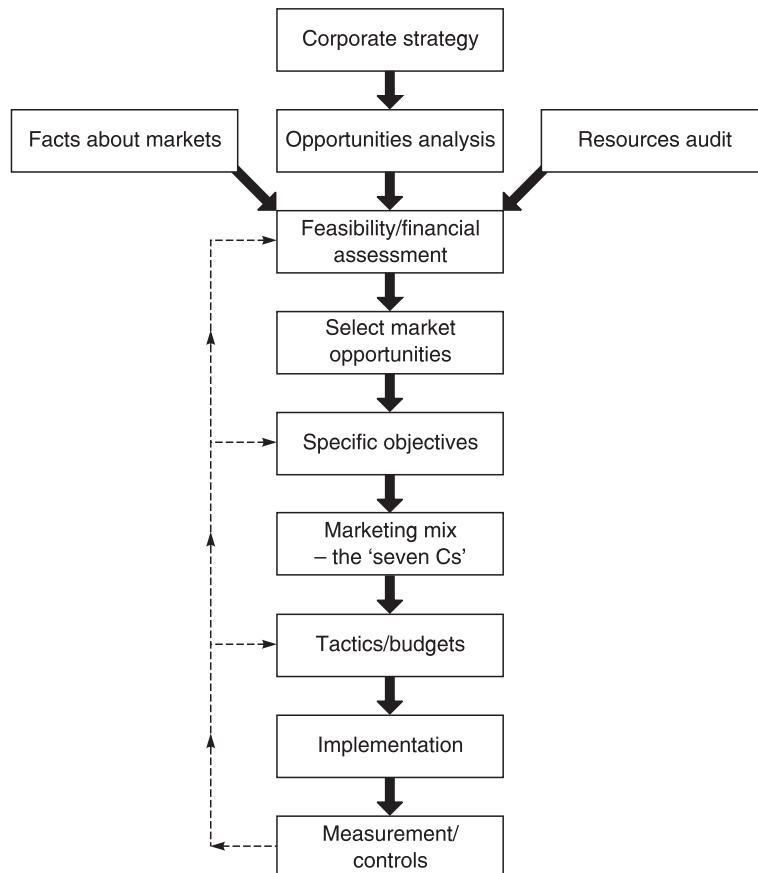 Corporate strategy
Facts about markets
Opportunities analysis
Resources audit
Feasibility/financial
assessment
Select market
opportunities
Specific objectives
Marketing mix
– the ‘seven Cs’
Tactics/budgets
Implementation
Measurement/
controls